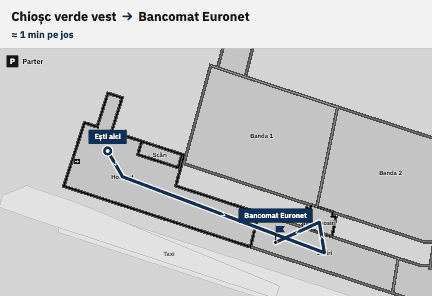 Chioșc verde vest → Bancomat Euronet
≈ 1 min pe jos
P Parter
Banda 1
Ești aici
Scări
Banda 2
Bancomat Euronet
Taxi